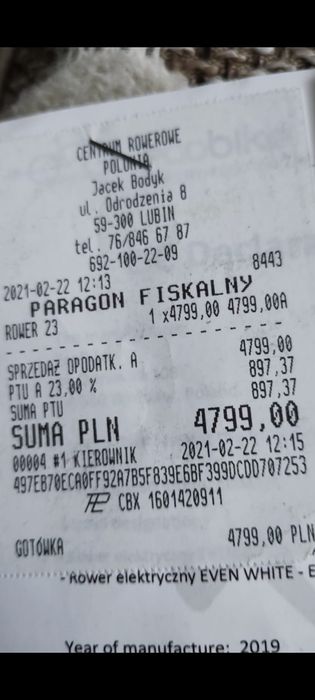 CENTRUM ROWEROWE
POLONIA
Jacek Bodyk
ul. Odrodzenia 8
59-300 LUBIN
tel. 76/846 67 87
692-100-22-09
2021-02-22 12:13 8443
PARAGON FISKALNY
ROWER 23 1 x4799,00 4799,00A
SPRZEDAŻ OPODATK. A 4799,00
PTU A 23,00 % 897,37
SUMA PTU 897,37
SUMA PLN 4799,00
00004 #1 KIEROWNIK 2021-02-22 12:15
497EB70ECA0FF92A7B5F839E6BF399DCDD707253
CBX 1601420911
GOTÓWKA 4799,00 PLN
- Rower elektryczny EVEN WHITE - E
Year of manufacture: 2019